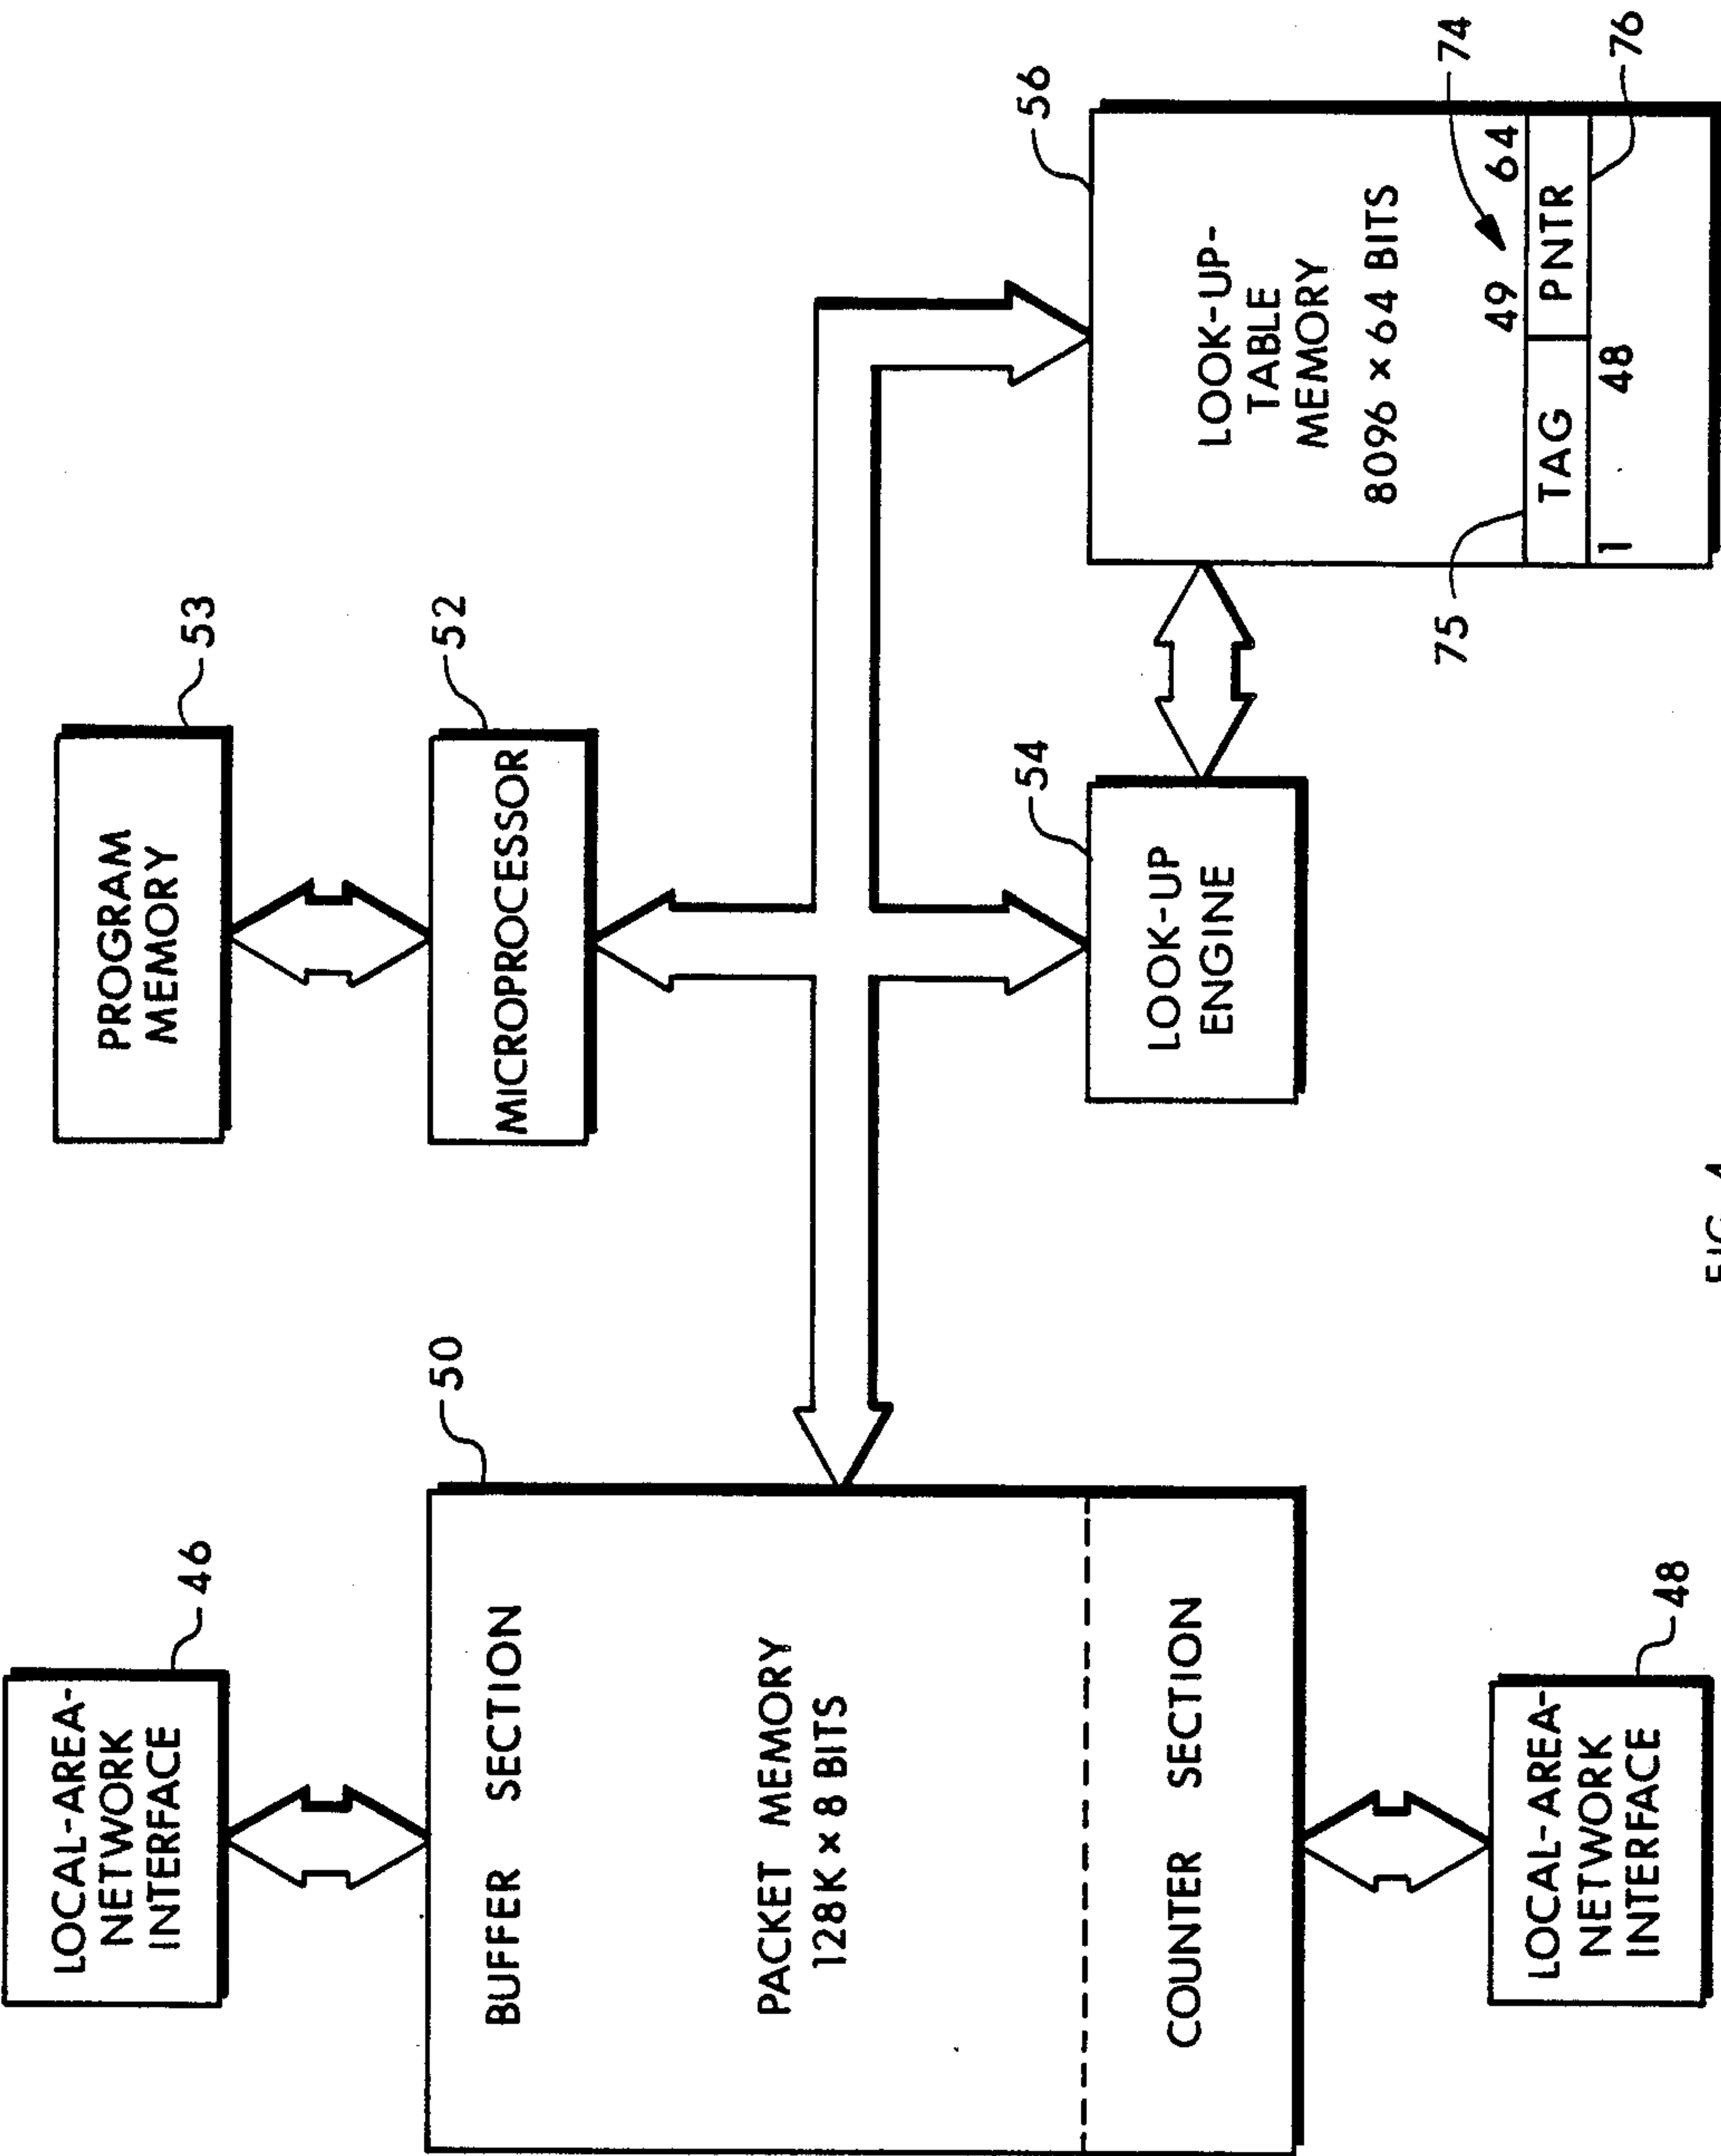 LOCAL-AREA-
NETWORK
INTERFACE
46
BUFFER SECTION
50
PACKET MEMORY
128K × 8 BITS
COUNTER SECTION
LOCAL-AREA-
NETWORK
INTERFACE
48
PROGRAM
MEMORY
53
MICROPROCESSOR
52
LOOK-UP
ENGINE
54
56
LOOK-UP-
TABLE
MEMORY
8096 × 64 BITS
74
49 64
75
TAG PNTR
1 48
76